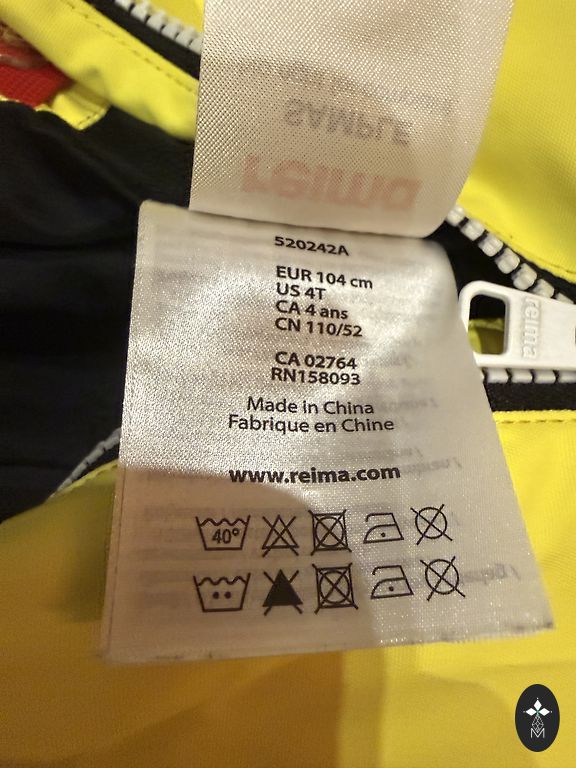 SAMPLE
reima
520242A
EUR 104 cm
US 4T
CA 4 ans
CN 110/52
CA 02764
RN158093
Made in China
Fabrique en Chine
www.reima.com
40°
reima
M